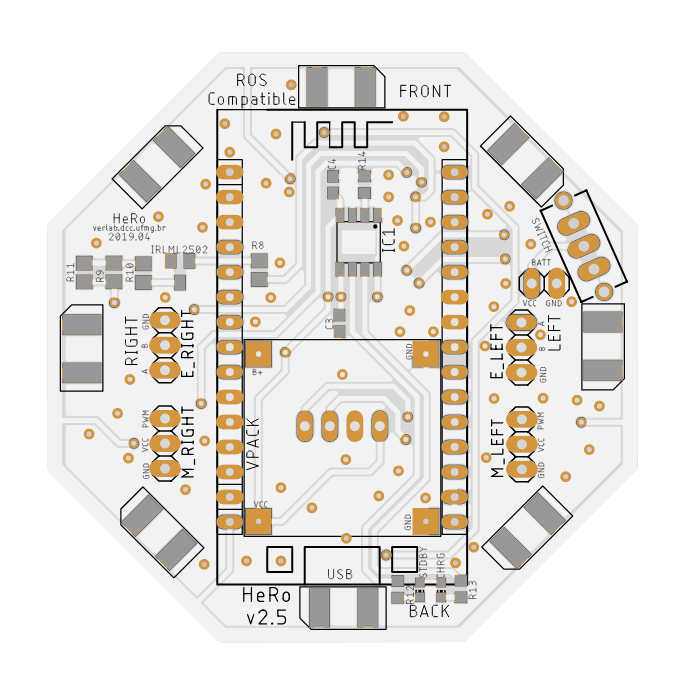 ROS
Compatible
FRONT
C4
R14
HeRo
verlab.dcc.ufmg.br
2019.04
IRLML2502
R8
IC1
SWITCH
BATT
VCC GND
R11
R9
R10
C3
RIGHT
E_RIGHT
GND
B
A
E_LEFT
LEFT
A
B
GND
B+
GND
PWM
VCC
GND
M_RIGHT
VPACK
M_LEFT
PWM
VCC
GND
VCC
GND
USB
STDBY
CHRG
R12
R13
HeRo
v2.5
BACK